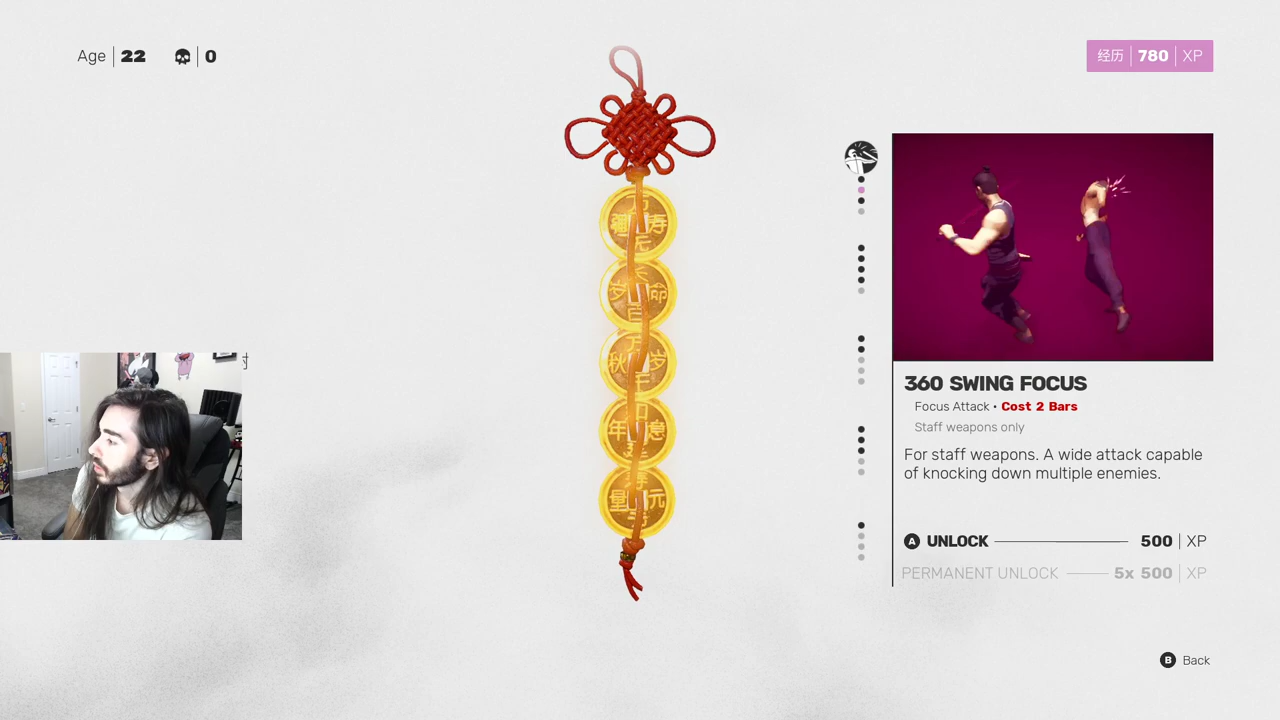 Age 22 0
经历 780 XP
360 SWING FOCUS
Focus Attack • Cost 2 Bars
Staff weapons only
For staff weapons. A wide attack capable
of knocking down multiple enemies.
A UNLOCK 500 XP
PERMANENT UNLOCK 5x 500 XP
B Back